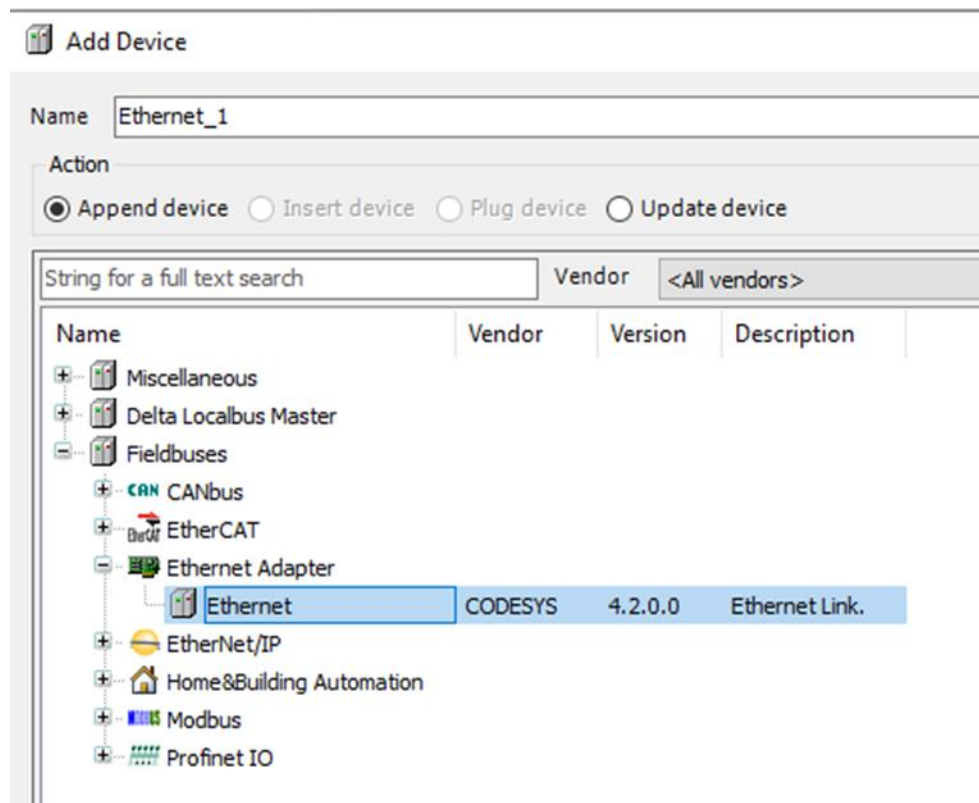 Add Device
Name Ethernet_1
Action
Append device Insert device Plug device Update device
String for a full text search Vendor <All vendors>
Name Vendor Version Description
Miscellaneous
Delta Localbus Master
Fieldbuses
CAN CANbus
EtherCAT EtherCAT
Ethernet Adapter
Ethernet CODESYS 4.2.0.0 Ethernet Link.
EtherNet/IP
Home&Building Automation
MODBUS Modbus
Profinet IO